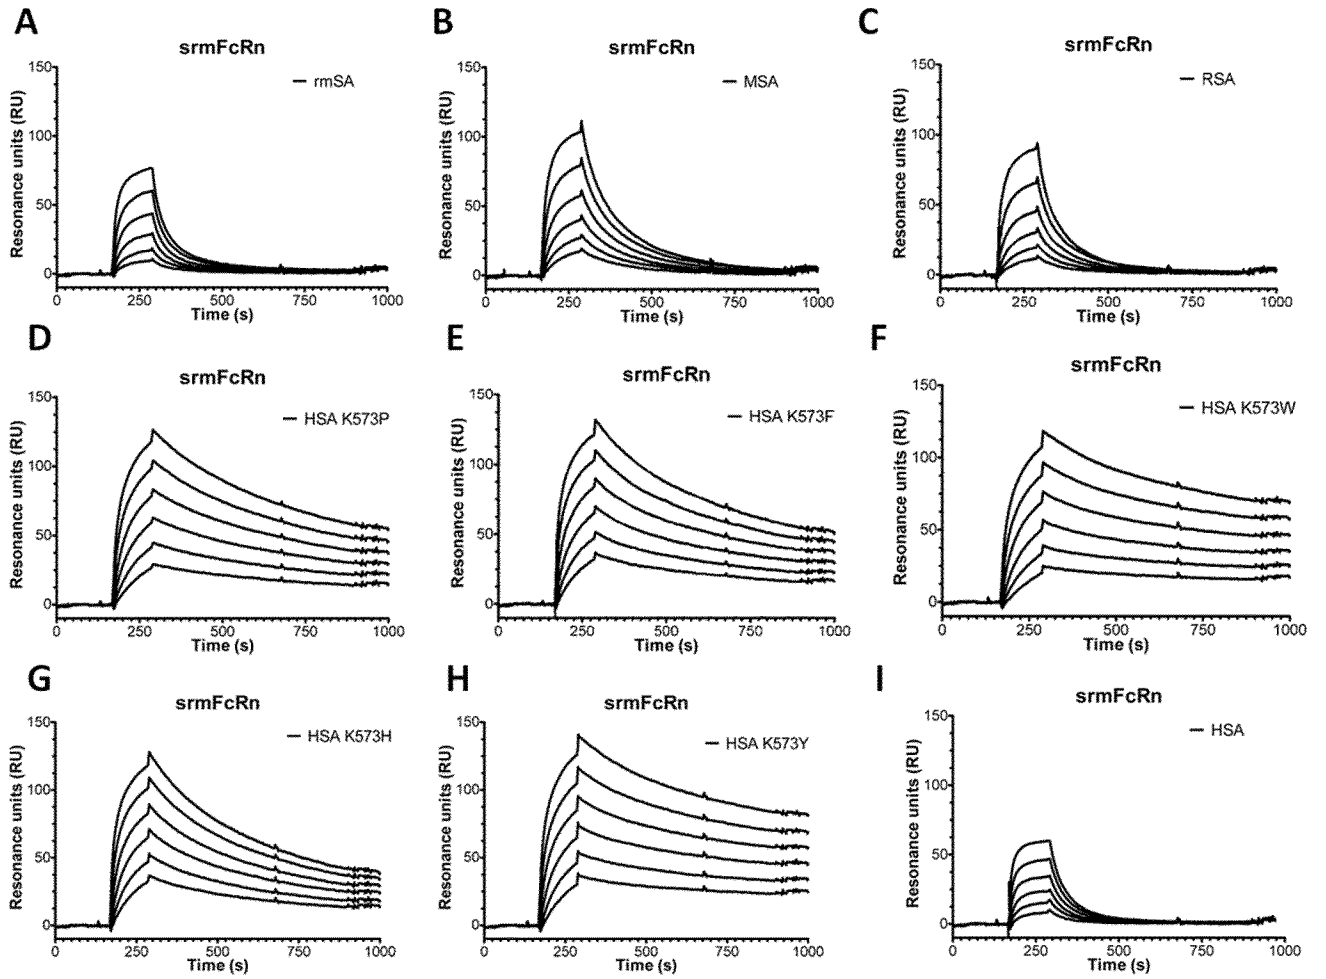 A
srmFcRn
rmSA
Resonance units (RU)
150
100
50
0
0 250 500 750 1000
Time (s)
B
srmFcRn
MSA
Resonance units (RU)
150
100
50
0
0 250 500 750 1000
Time (s)
C
srmFcRn
RSA
Resonance units (RU)
150
100
50
0
0 250 500 750 1000
Time (s)
D
srmFcRn
HSA K573P
Resonance units (RU)
150
100
50
0
0 250 500 750 1000
Time (s)
E
srmFcRn
HSA K573F
Resonance units (RU)
150
100
50
0
0 250 500 750 1000
Time (s)
F
srmFcRn
HSA K573W
Resonance units (RU)
150
100
50
0
0 250 500 750 1000
Time (s)
G
srmFcRn
HSA K573H
Resonance units (RU)
150
100
50
0
0 250 500 750 1000
Time (s)
H
srmFcRn
HSA K573Y
Resonance units (RU)
150
100
50
0
0 250 500 750 1000
Time (s)
I
srmFcRn
HSA
Resonance units (RU)
150
100
50
0
0 250 500 750 1000
Time (s)